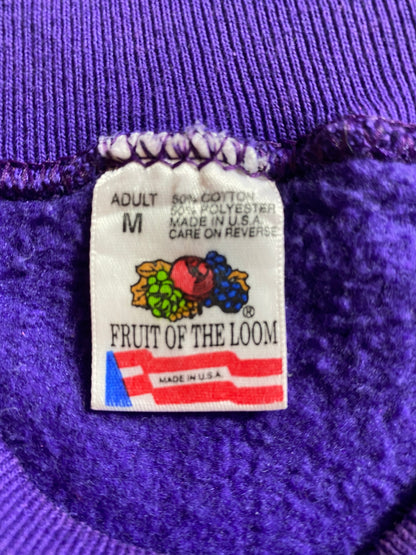 ADULT 50% COTTON
M 50% POLYESTER
MADE IN U.S.A.
CARE ON REVERSE
®
FRUIT OF THE LOOM
MADE IN U.S.A.